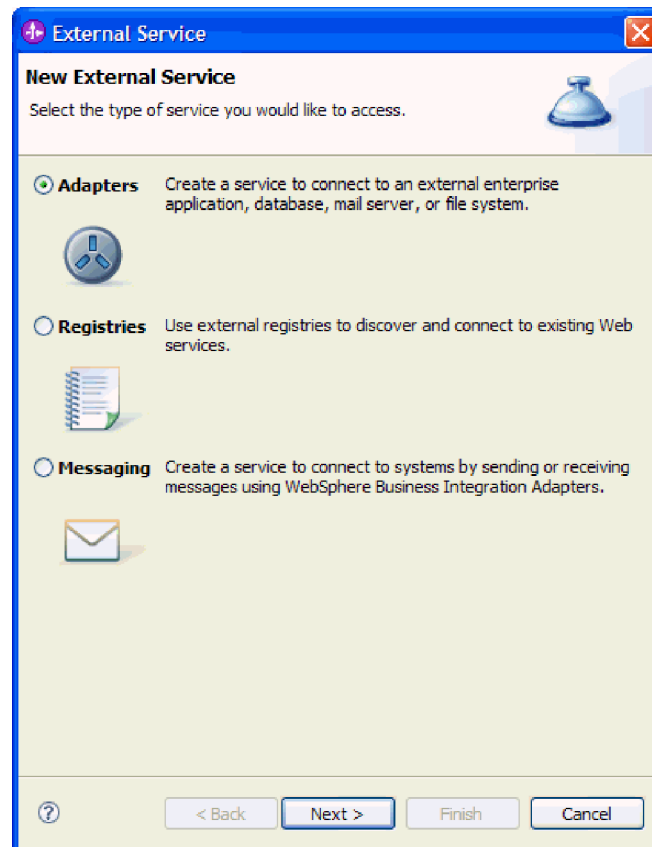 External Service
New External Service
Select the type of service you would like to access.
Adapters
Create a service to connect to an external enterprise
application, database, mail server, or file system.
Registries
Use external registries to discover and connect to existing Web
services.
Messaging
Create a service to connect to systems by sending or receiving
messages using WebSphere Business Integration Adapters.
?
< Back
Next >
Finish
Cancel